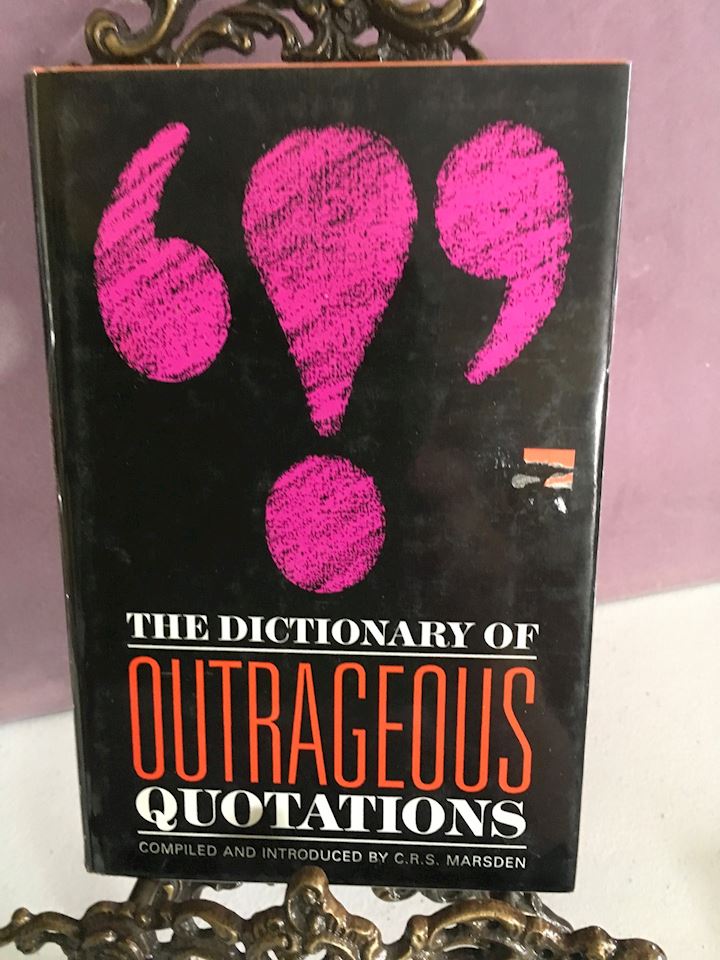 THE DICTIONARY OF
OUTRAGEOUS
QUOTATIONS
COMPILED AND INTRODUCED BY C.R.S. MARSDEN